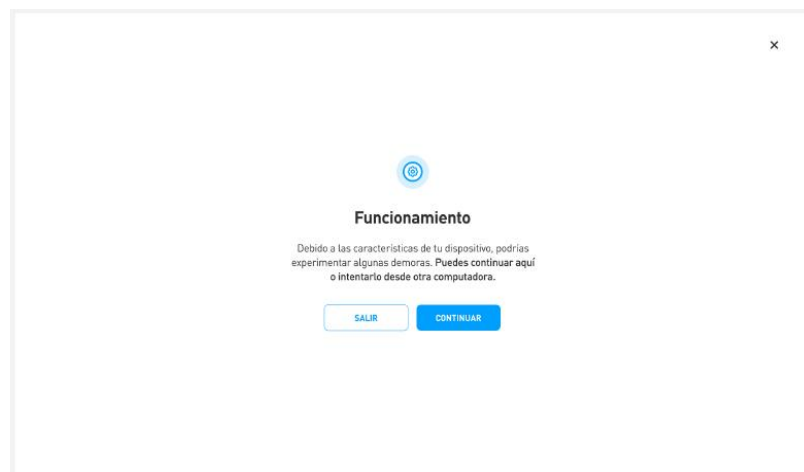 Funcionamiento
Debido a las características de tu dispositivo, podrías
experimentar algunas demoras. Puedes continuar aquí
o intentarlo desde otra computadora.
SALIR
CONTINUAR